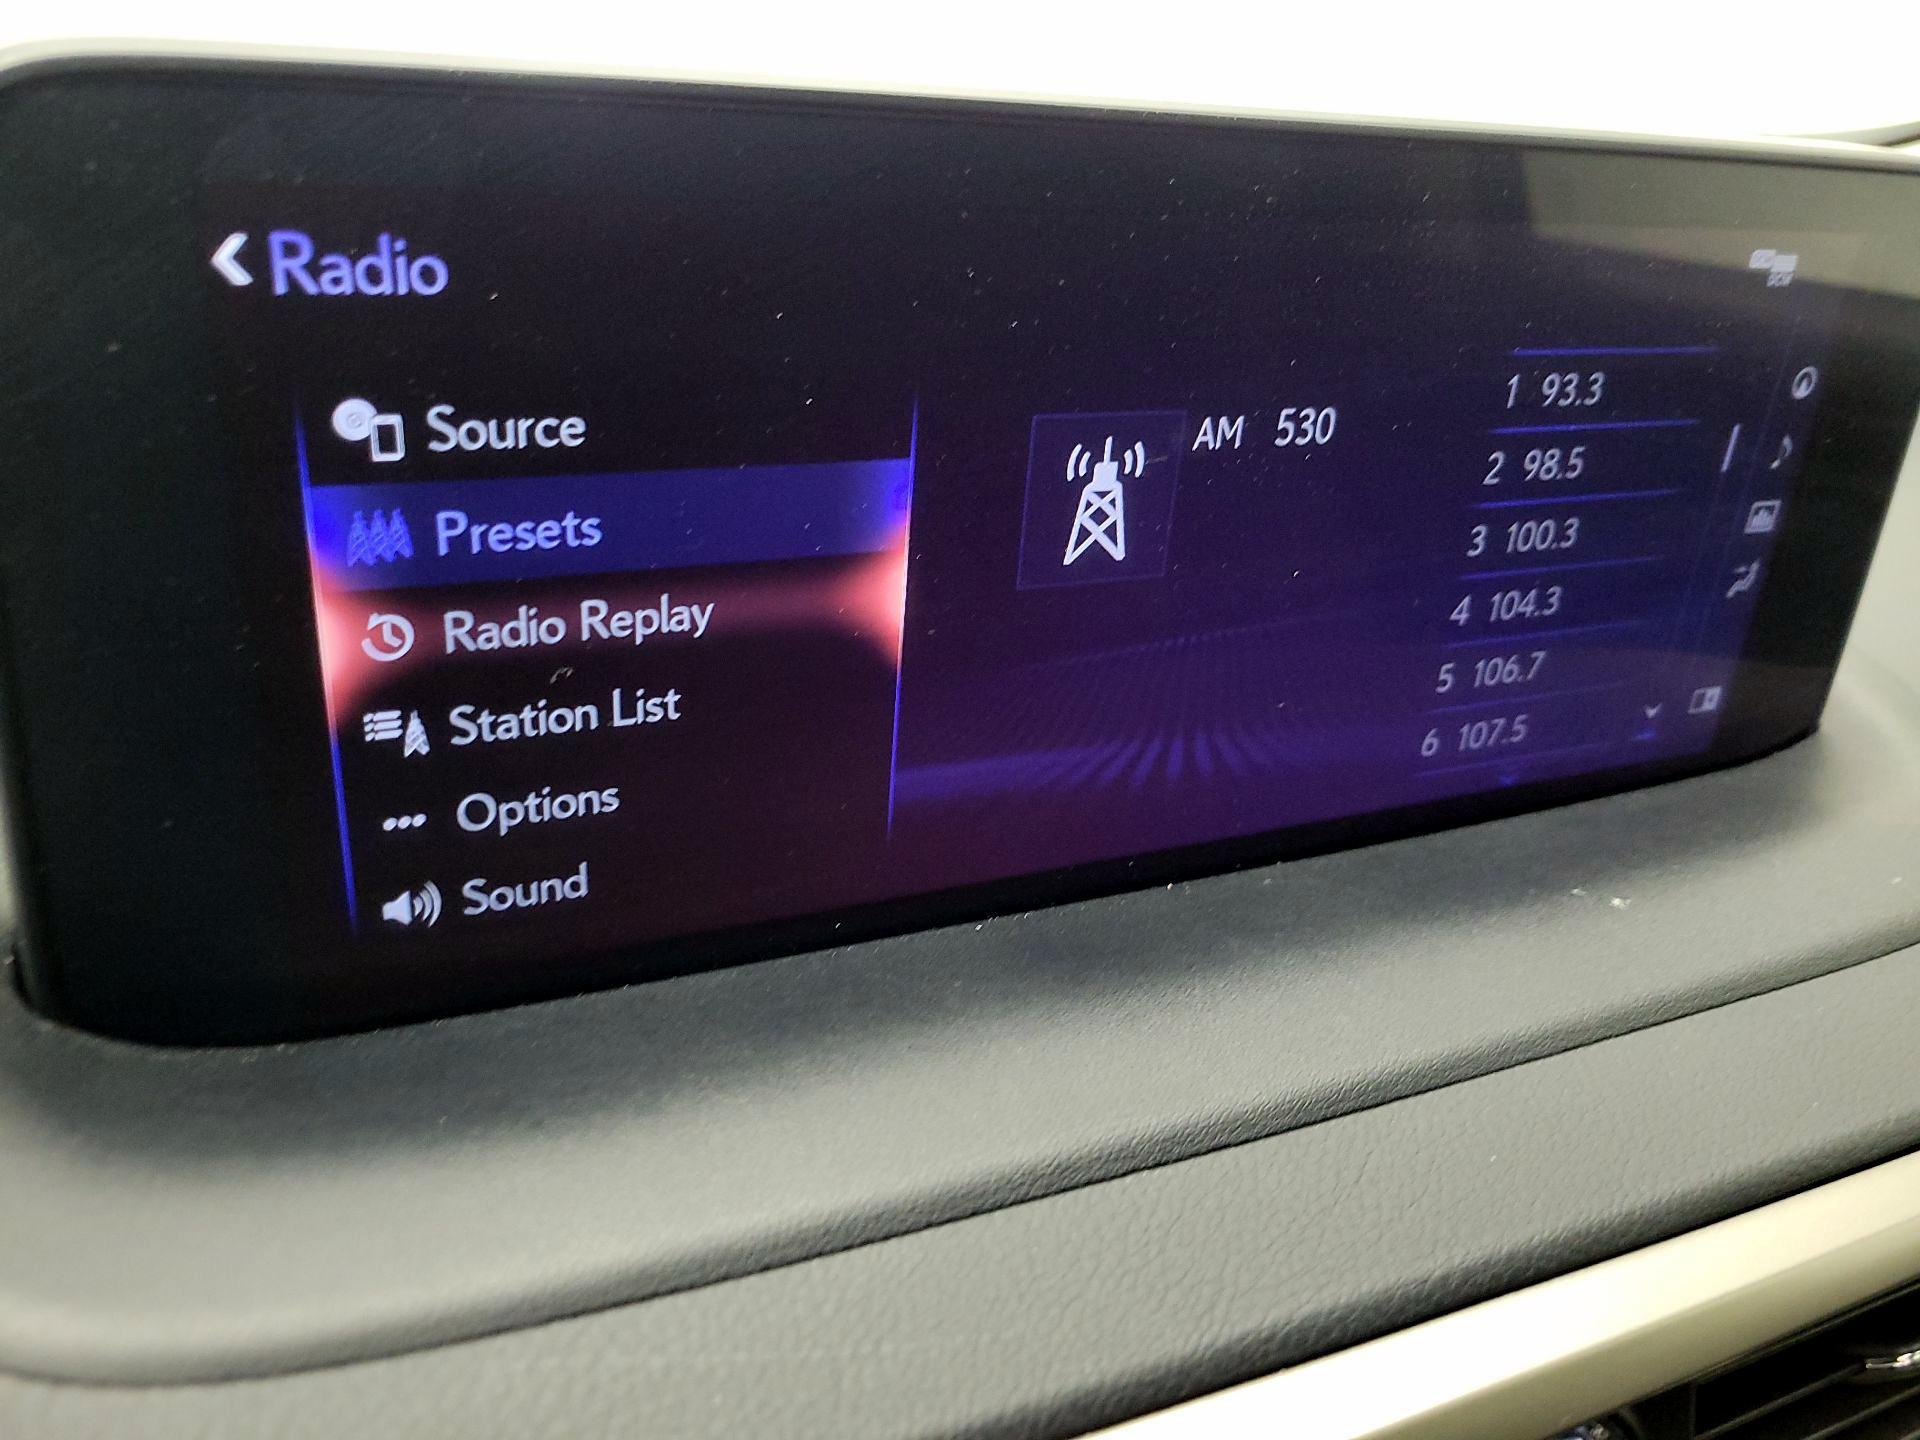 Radio
Source
Presets
Radio Replay
Station List
Options
Sound
AM 530
1 93.3
2 98.5
3 100.3
4 104.3
5 106.7
6 107.5